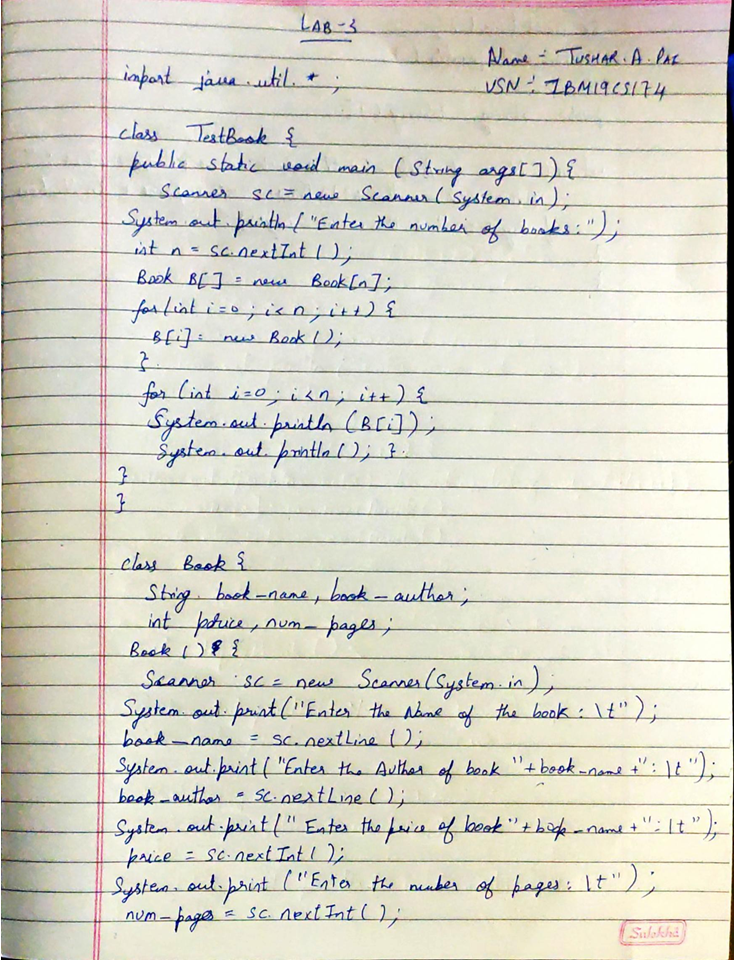 LAB-3
Name :- TUSHAR.A.PAI
import java.util.*;
VSN :- IBM19CS174
class TestBook {
public static void main (String args[]) {
Scanner sc = new Scanner(System.in);
System.out.println("Enter the number of books:");
int n = sc.nextInt();
Book B[] = new Book[n];
for(int i=0; i<n; i++) {
B[i] = new Book();
}
for (int i=0; i<n; i++) {
System.out.println (B[i]);
System.out.println(); }
}
}
class Book {
String book_name, book_author;
int price, num_pages;
Book () {
Scanner sc = new Scanner(System.in);
System.out.print("Enter the Name of the book : \t");
book_name = sc.nextLine();
System.out.print("Enter the Author of book "+book_name+": \t");
book_author = sc.nextLine();
System.out.print(" Enter the price of book"+book_name+": \t");
price = sc.nextInt();
System.out.print ("Enter the number of pages: \t");
num_pages = sc.nextInt();
Sulekha